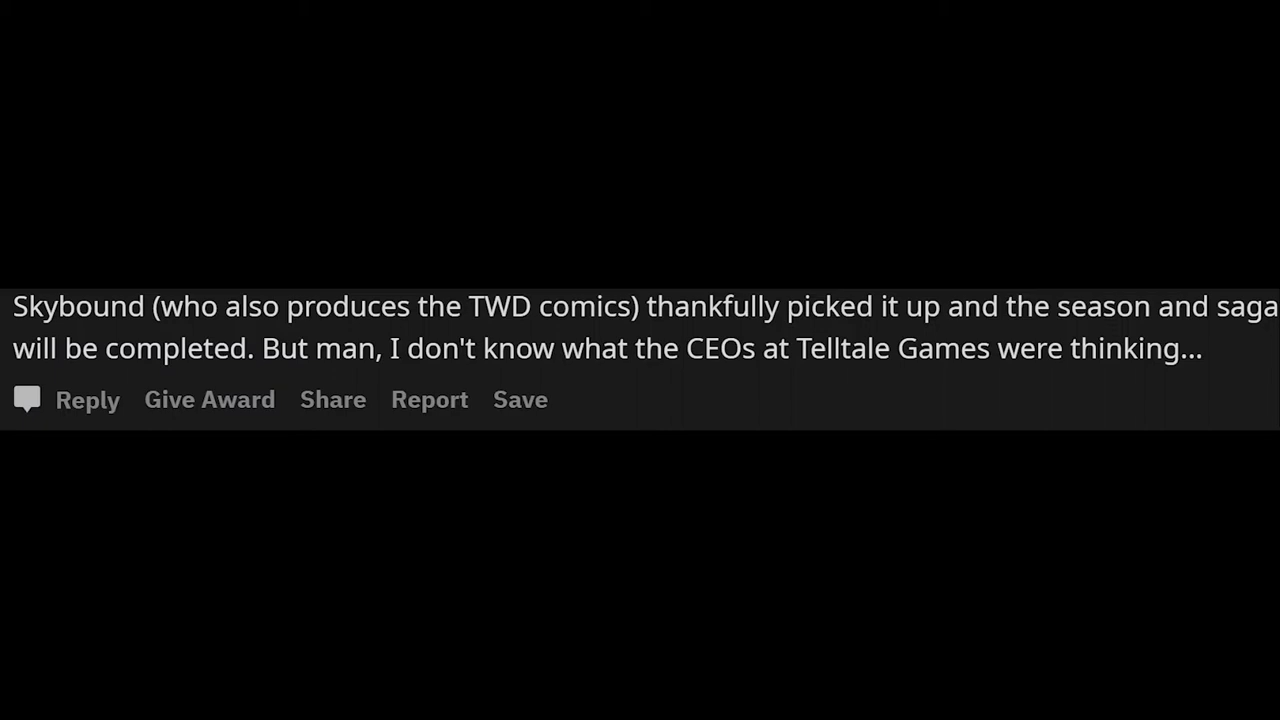 Skybound (who also produces the TWD comics) thankfully picked it up and the season and saga
will be completed. But man, I don't know what the CEOs at Telltale Games were thinking...
Reply Give Award Share Report Save